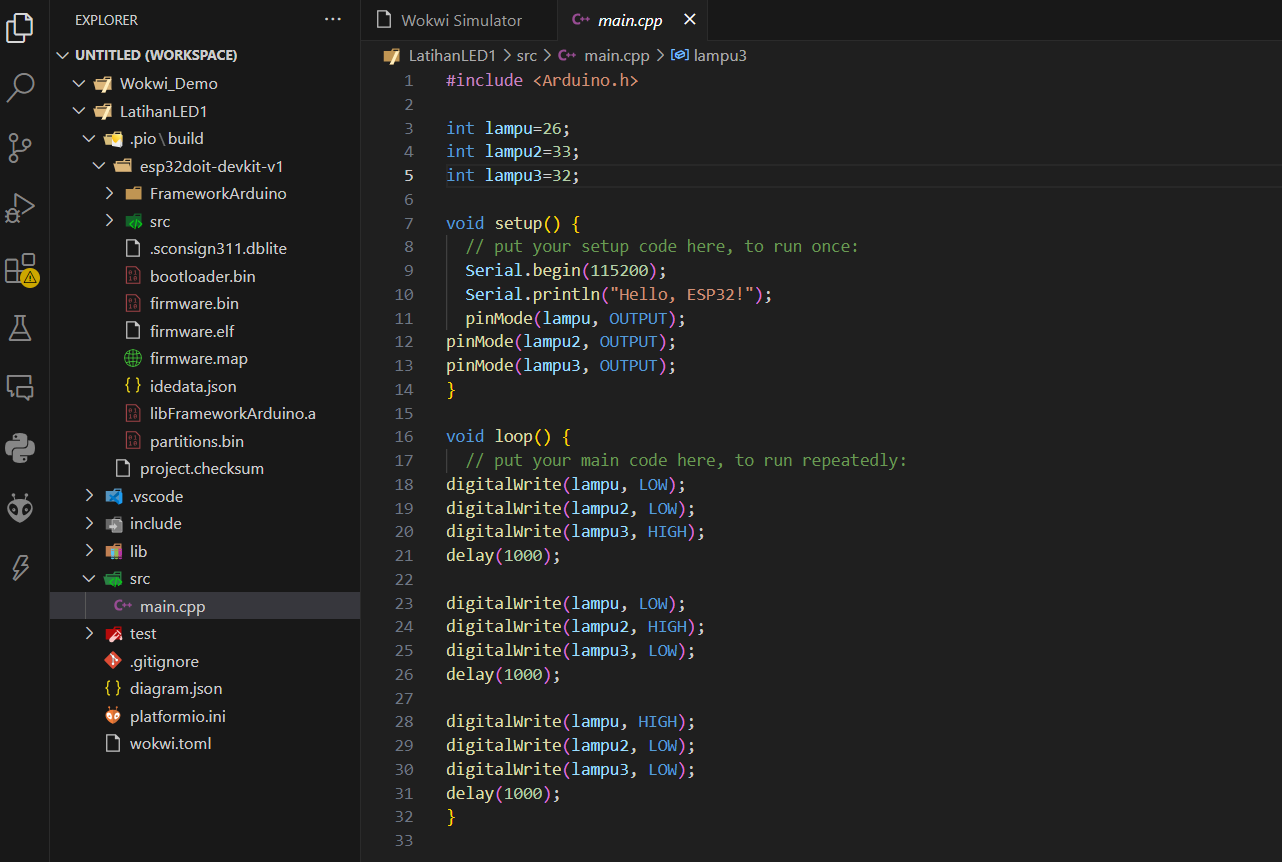 EXPLORER
UNTITLED (WORKSPACE)
Wokwi_Demo
LatihanLED1
.pio \ build
esp32doit-devkit-v1
FrameworkArduino
src
.sconsign311.dblite
bootloader.bin
firmware.bin
firmware.elf
firmware.map
idedata.json
libFrameworkArduino.a
partitions.bin
project.checksum
.vscode
include
lib
src
main.cpp
test
.gitignore
diagram.json
platformio.ini
wokwi.toml
Wokwi Simulator
main.cpp
LatihanLED1 > src > main.cpp > lampu3
1 #include <Arduino.h>
2
3 int lampu=26;
4 int lampu2=33;
5 int lampu3=32;
6
7 void setup() {
8   // put your setup code here, to run once:
9   Serial.begin(115200);
10   Serial.println("Hello, ESP32!");
11   pinMode(lampu, OUTPUT);
12 pinMode(lampu2, OUTPUT);
13 pinMode(lampu3, OUTPUT);
14 }
15
16 void loop() {
17   // put your main code here, to run repeatedly:
18 digitalWrite(lampu, LOW);
19 digitalWrite(lampu2, LOW);
20 digitalWrite(lampu3, HIGH);
21 delay(1000);
22
23 digitalWrite(lampu, LOW);
24 digitalWrite(lampu2, HIGH);
25 digitalWrite(lampu3, LOW);
26 delay(1000);
27
28 digitalWrite(lampu, HIGH);
29 digitalWrite(lampu2, LOW);
30 digitalWrite(lampu3, LOW);
31 delay(1000);
32 }
33